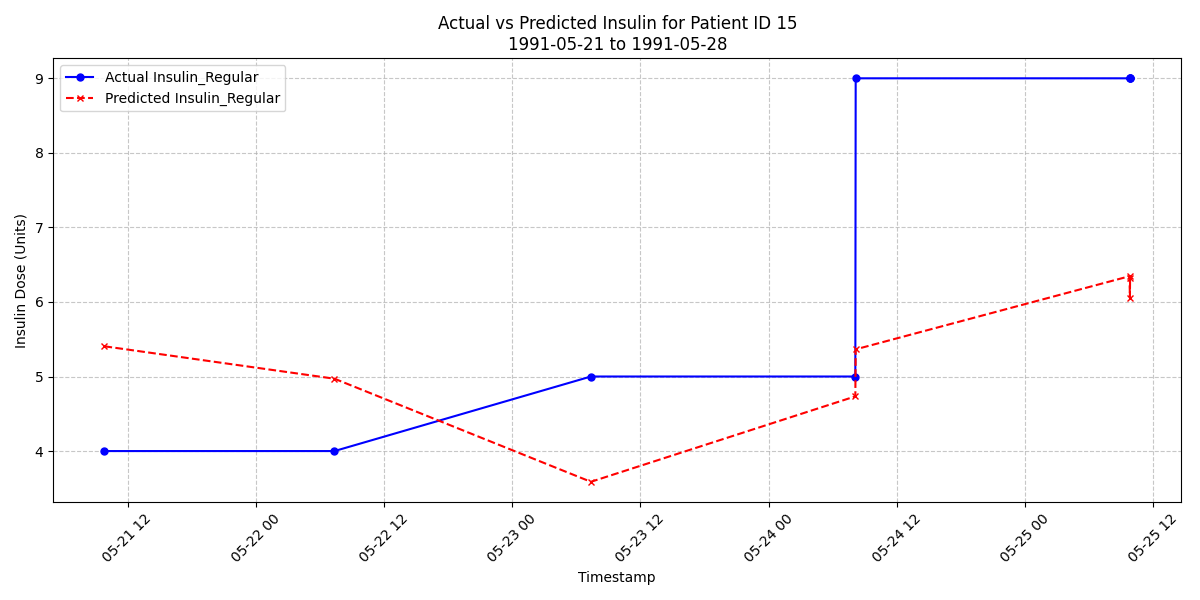 Actual vs Predicted Insulin for Patient ID 15
1991-05-21 to 1991-05-28
Actual Insulin_Regular
Predicted Insulin_Regular
Insulin Dose (Units)
9
8
7
6
5
4
05-21 12
05-22 00
05-22 12
05-23 00
05-23 12
05-24 00
05-24 12
05-25 00
05-25 12
Timestamp